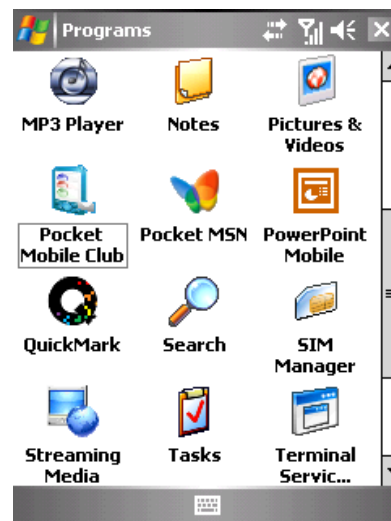 Programs
MP3 Player
Notes
Pictures &
Videos
Pocket
Mobile Club
Pocket MSN
PowerPoint
Mobile
QuickMark
Search
SIM
Manager
Streaming
Media
Tasks
Terminal
Servic...